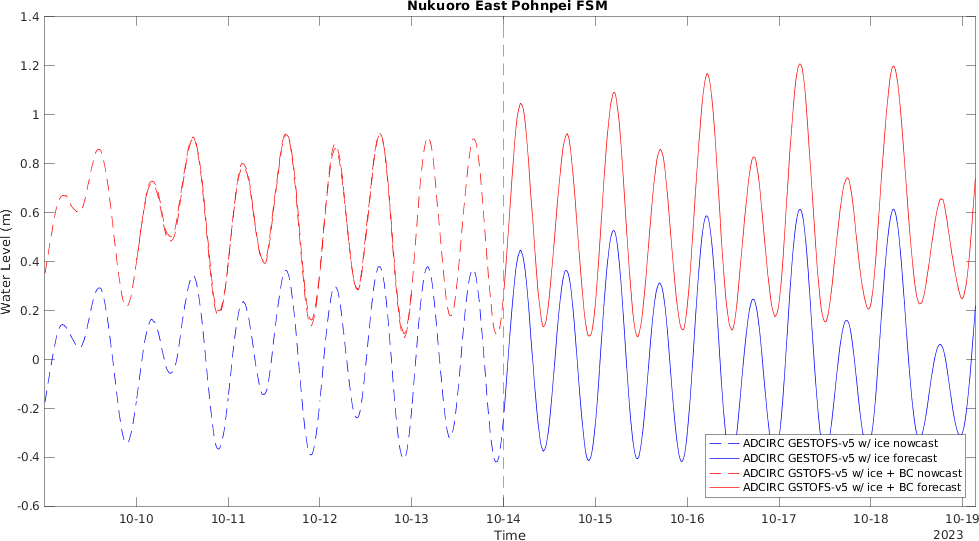 Nukuoro East Pohnpei FSM
1.4
1.2
1
0.8
0.6
0.4
0.2
0
-0.2
-0.4
-0.6
Water Level (m)
ADCIRC GESTOFS-v5 w/ ice nowcast
ADCIRC GESTOFS-v5 w/ ice forecast
ADCIRC GSTOFS-v5 w/ ice + BC nowcast
ADCIRC GSTOFS-v5 w/ ice + BC forecast
10-10 10-11 10-12 10-13 10-14 10-15 10-16 10-17 10-18 10-19
Time
2023